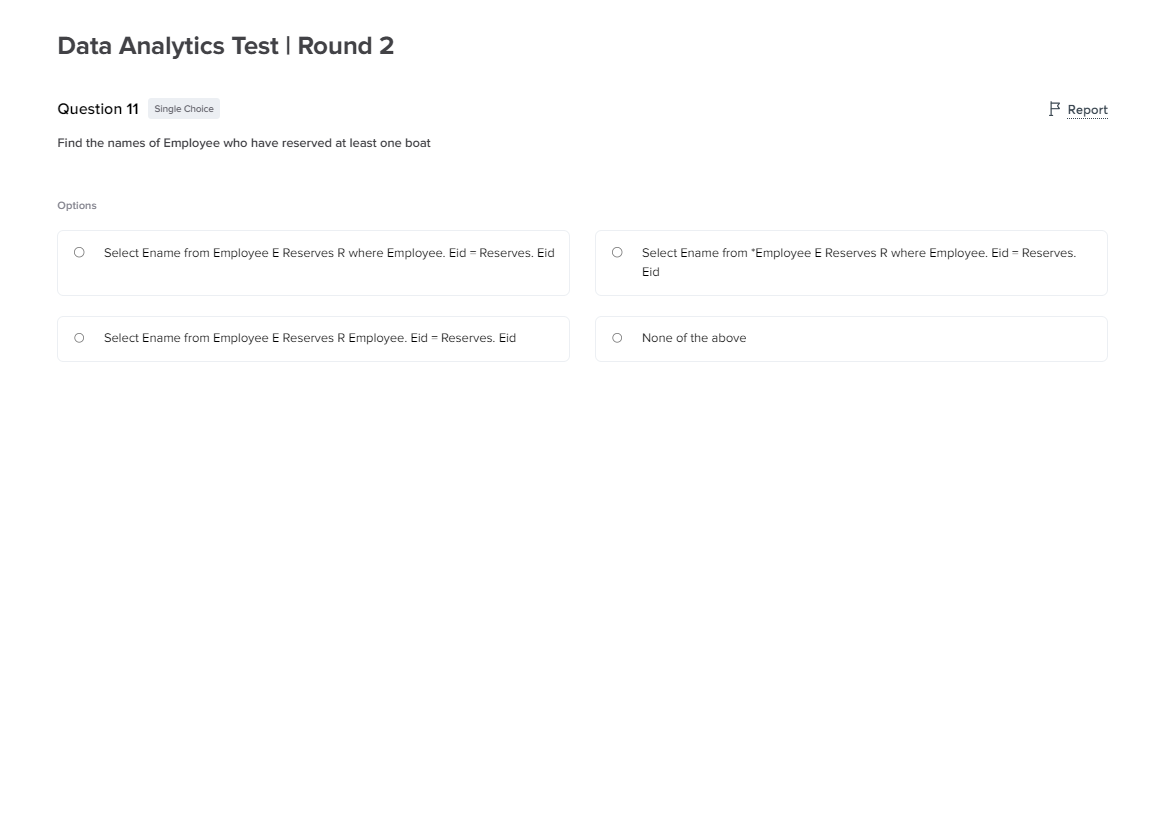 Data Analytics Test | Round 2
Question 11 Single Choice Report
Find the names of Employee who have reserved at least one boat
Options
Select Ename from Employee E Reserves R where Employee. Eid = Reserves. Eid
Select Ename from *Employee E Reserves R where Employee. Eid = Reserves.
Eid
Select Ename from Employee E Reserves R Employee. Eid = Reserves. Eid
None of the above